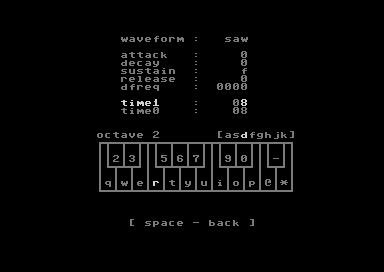 waveform : saw
attack : 0
decay : 0
sustain : f
release : 0
dfreq : 0000
time1 : 08
time0 : 08
octave 2 [asdfghjk]
2 3 5 6 7 9 0 -
q w e r t y u i o p @ *
[ space - back ]